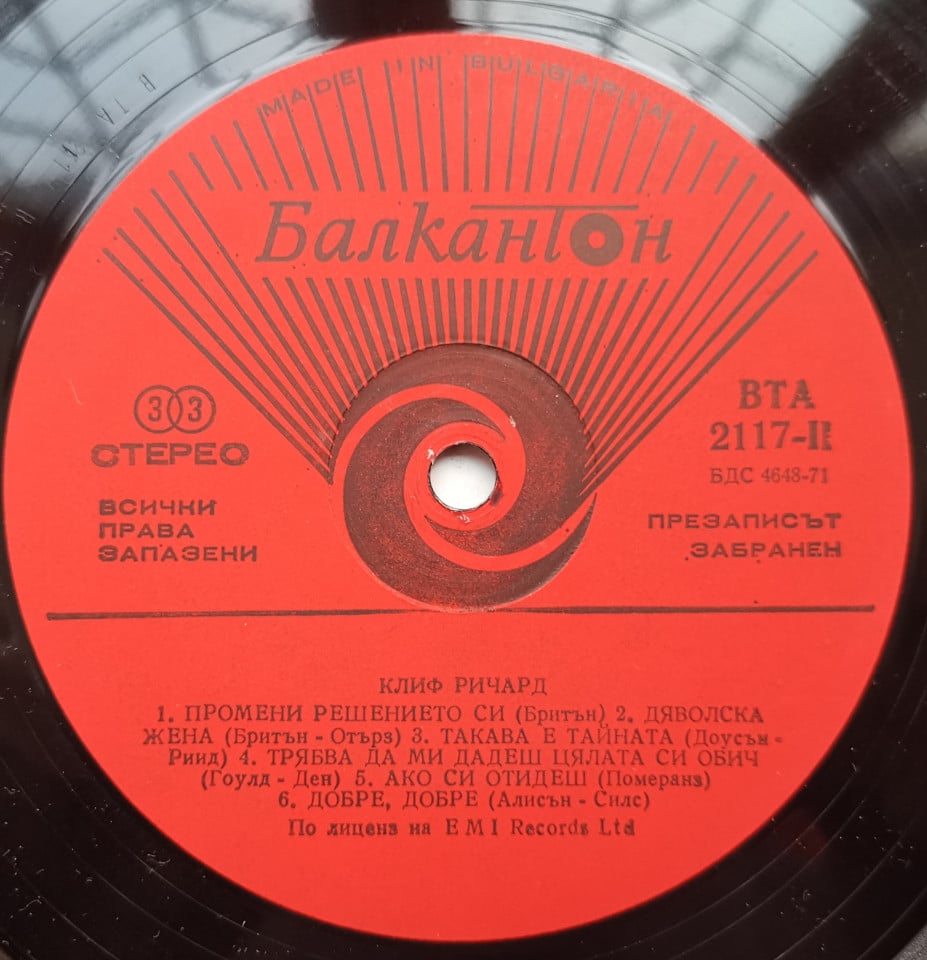 MADE IN BULGARIA
Балкантон
33
СТЕРЕО
ВСИЧКИ
ПРАВА
ЗАПАЗЕНИ
ВТА
2117-II
БДС 4648-71
ПРЕЗАПИСЪТ
ЗАБРАНЕН
КЛИФ РИЧАРД
1. ПРОМЕНИ РЕШЕНИЕТО СИ (Бритън) 2. ДЯВОЛСКА
ЖЕНА (Бритън - Отърз) 3. ТАКАВА Е ТАЙНАТА (Доусън -
Риид) 4. ТРЯБВА ДА МИ ДАДЕШ ЦЯЛАТА СИ ОБИЧ
(Гоулд - Ден) 5. АКО СИ ОТИДЕШ (Померанз)
6. ДОБРЕ, ДОБРЕ (Алисън - Силс)
По лиценз на EMI Records Ltd